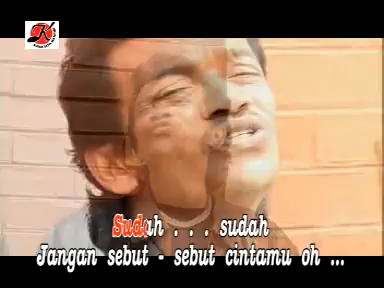 Sudah . . . sudah
Jangan sebut - sebut cintamu oh ...